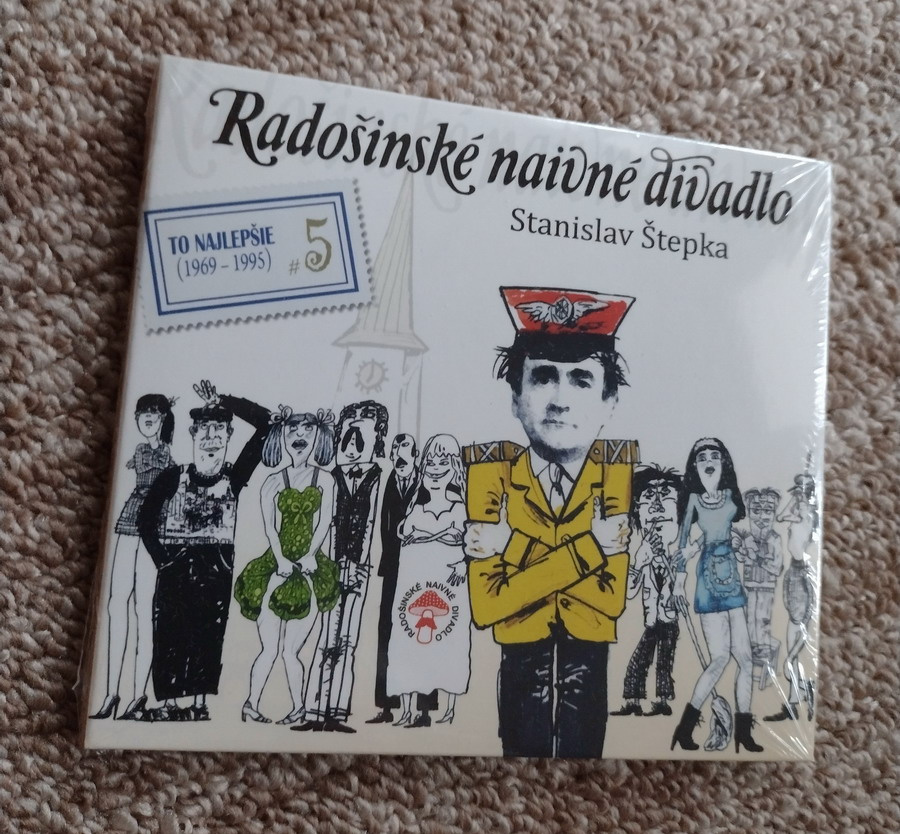 Radošinské naivné divadlo
Stanislav Štepka
TO NAJLEPŠIE
(1969 – 1995)
#5
RADOŠINSKÉ NAIVNÉ DIVADLO